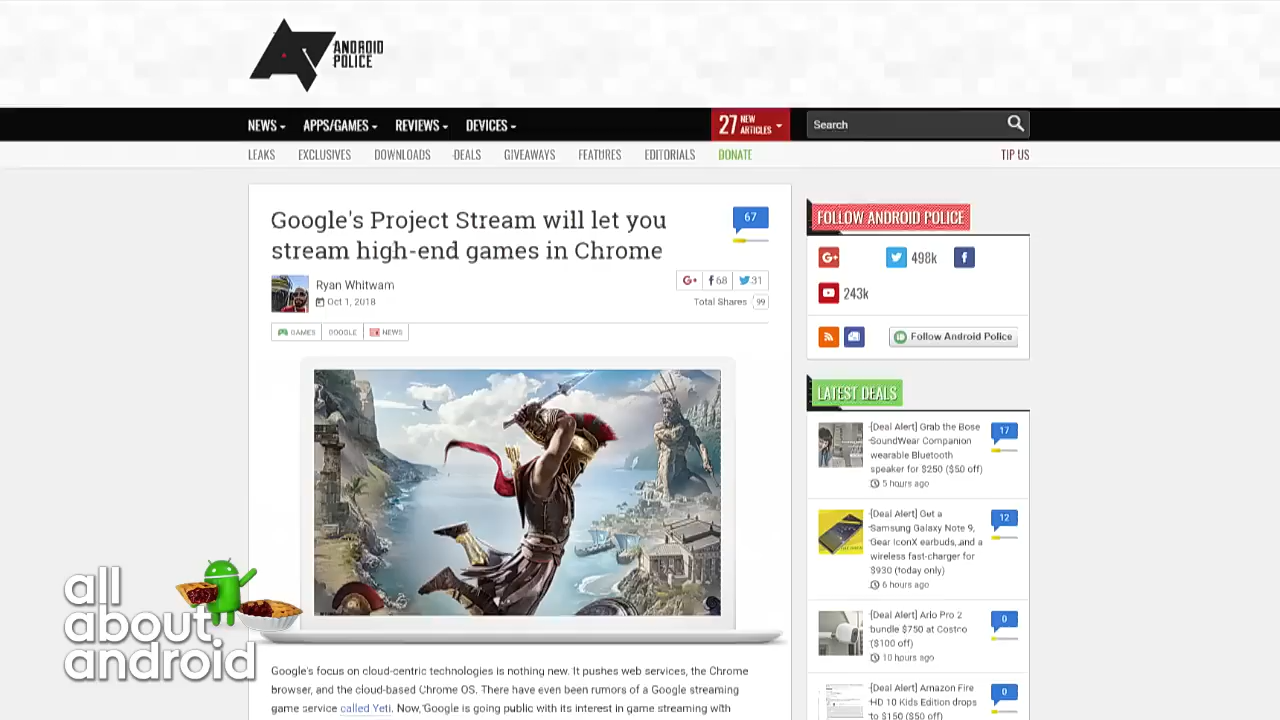 ANDROID
POLICE
NEWS
APPS/GAMES
REVIEWS
DEVICES
27 NEW
ARTICLES
Search
LEAKS
EXCLUSIVES
DOWNLOADS
DEALS
GIVEAWAYS
FEATURES
EDITORIALS
DONATE
TIP US
Google's Project Stream will let you
stream high-end games in Chrome
67
Ryan Whitwam
Oct 1, 2018
G+
68
31
Total Shares 99
GAMES
GOOGLE
NEWS
Google's focus on cloud-centric technologies is nothing new. It pushes web services, the Chrome
browser, and the cloud-based Chrome OS. There have even been rumors of a Google streaming
game service called Yeti. Now, Google is going public with its interest in game streaming with
FOLLOW ANDROID POLICE
G+
498k
243k
Follow Android Police
LATEST DEALS
[Deal Alert] Grab the Bose
SoundWear Companion
wearable Bluetooth
speaker for $250 ($50 off)
5 hours ago
17
[Deal Alert] Get a
Samsung Galaxy Note 9,
Gear IconX earbuds, and a
wireless fast-charger for
$930 (today only)
6 hours ago
12
[Deal Alert] Arlo Pro 2
bundle $750 at Costco
($100 off)
10 hours ago
0
[Deal Alert] Amazon Fire
HD 10 Kids Edition drops
to $150 ($50 off)
0
all
about
android